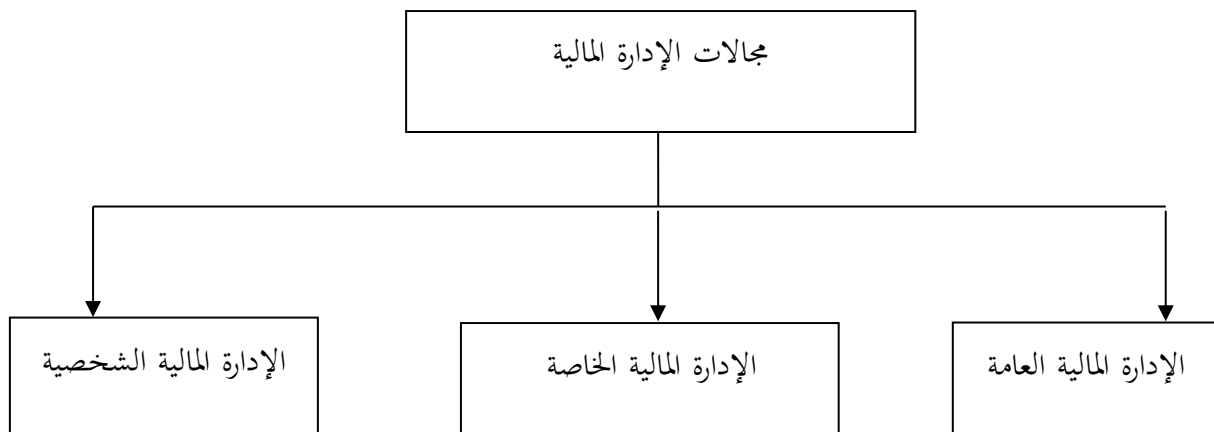 مجالات الإدارة المالية
الإدارة المالية العامة
الإدارة المالية الخاصة
الإدارة المالية الشخصية